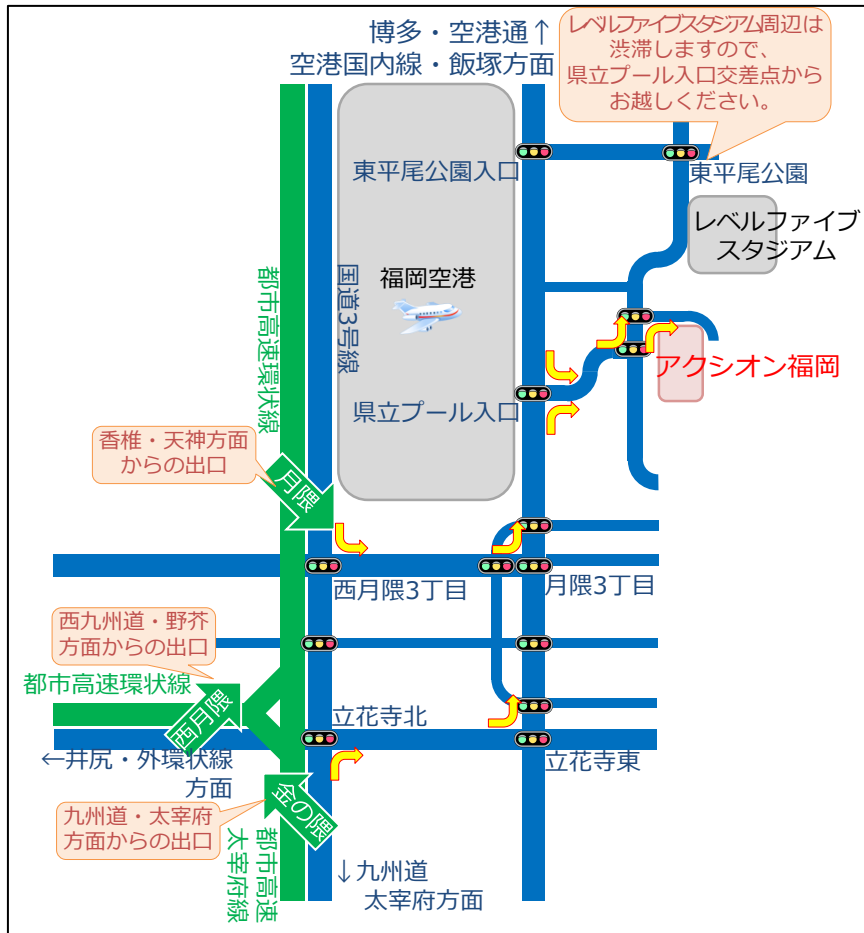 博多・空港通↑
空港国内線・飯塚方面
レベルファイブスタジアム周辺は
渋滞しますので、
県立プール入口交差点から
お越しください。
東平尾公園入口
東平尾公園
レベルファイブ
スタジアム
都市高速環状線
国道3号線
福岡空港
アクシオン福岡
県立プール入口
香椎・天神方面
からの出口
月隈
西月隈3丁目
月隈3丁目
西九州道・野芥
方面からの出口
都市高速環状線
西月隈
立花寺北
立花寺東
←井尻・外環状線
方面
金の隈
九州道・太宰府
方面からの出口
都市高速
太宰府線
↓九州道
太宰府方面